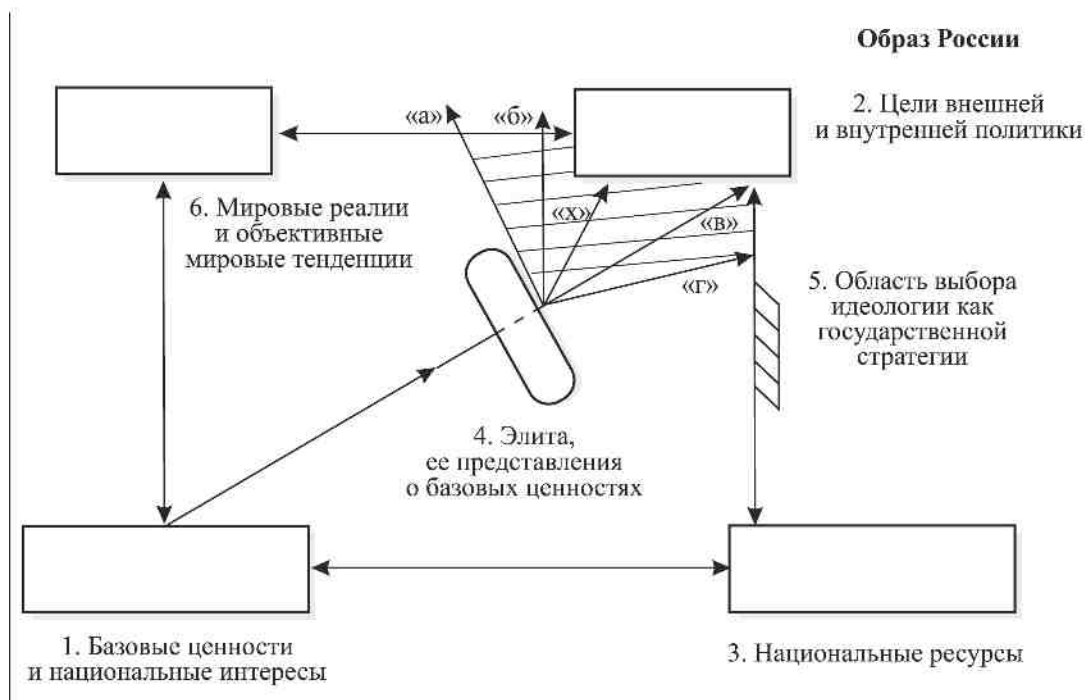 Образ России
2. Цели внешней
и внутренней политики
«а»
«б»
6. Мировые реалии
и объективные
мировые тенденции
«х»
«в»
«г»
5. Область выбора
идеологии как
государственной
стратегии
4. Элита,
ее представления
о базовых ценностях
1. Базовые ценности
и национальные интересы
3. Национальные ресурсы